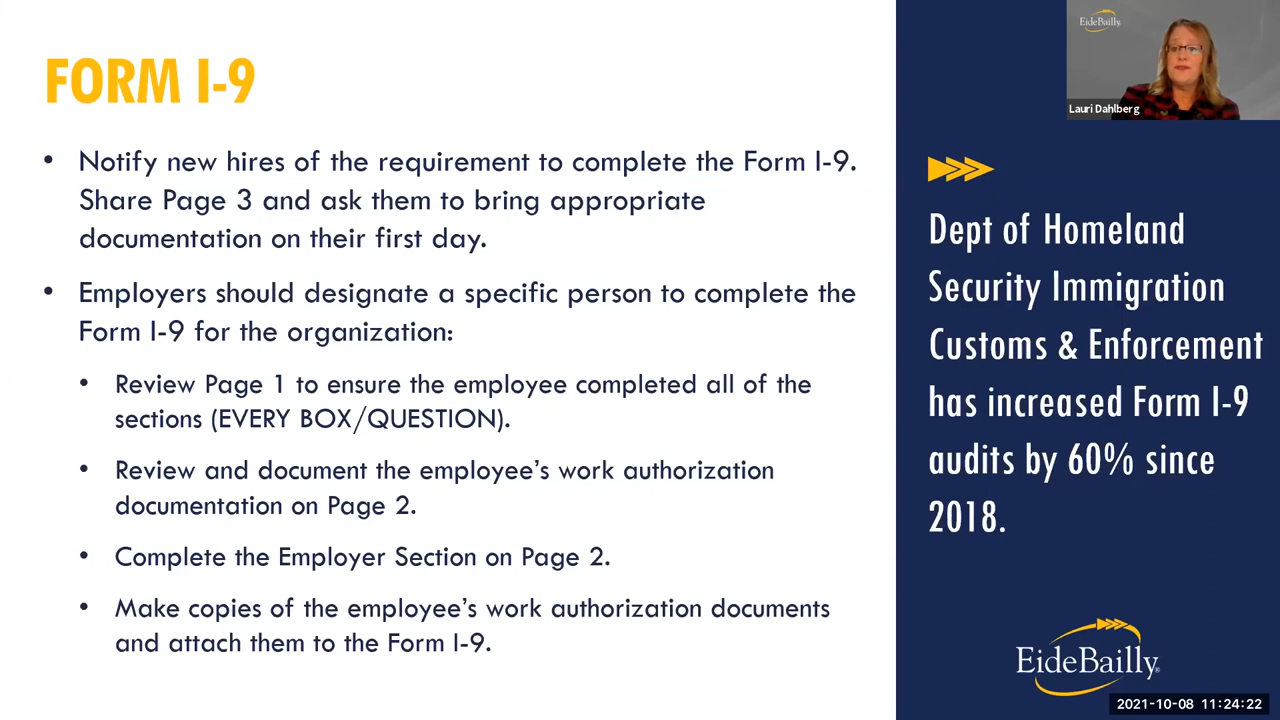 FORM I-9
• Notify new hires of the requirement to complete the Form I-9.
Share Page 3 and ask them to bring appropriate
documentation on their first day.
• Employers should designate a specific person to complete the
Form I-9 for the organization:
• Review Page 1 to ensure the employee completed all of the
sections (EVERY BOX/QUESTION).
• Review and document the employee’s work authorization
documentation on Page 2.
• Complete the Employer Section on Page 2.
• Make copies of the employee’s work authorization documents
and attach them to the Form I-9.
EideBailly
Lauri Dahlberg
Dept of Homeland
Security Immigration
Customs & Enforcement
has increased Form I-9
audits by 60% since
2018.
EideBailly®
2021-10-08 11:24:22